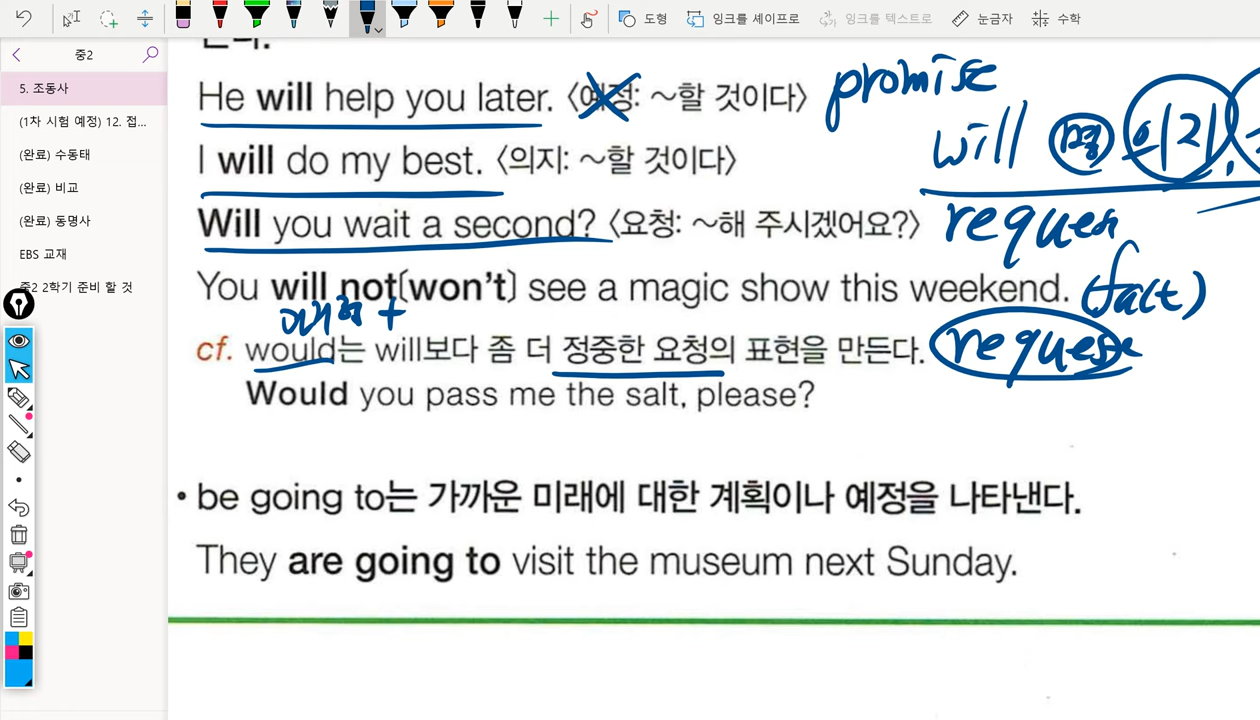 도형
잉크를 셰이프로
잉크를 텍스트로
눈금자
수학
중2
5. 조동사
(1차 시험 예정) 12. 접...
(완료) 수동태
(완료) 비교
(완료) 동명사
EBS 교재
중2 2학기 준비 할 것
He will help you later. 〈예정: ~할 것이다〉 promise
will 명 의지,
I will do my best. 〈의지: ~할 것이다〉
Will you wait a second? 〈요청: ~해 주시겠어요?〉 reques
You will not(won't) see a magic show this weekend. (fact)
cf. would는 will보다 좀 더 정중한 요청의 표현을 만든다. request
Would you pass me the salt, please?
• be going to는 가까운 미래에 대한 계획이나 예정을 나타낸다.
They are going to visit the museum next Sunday.